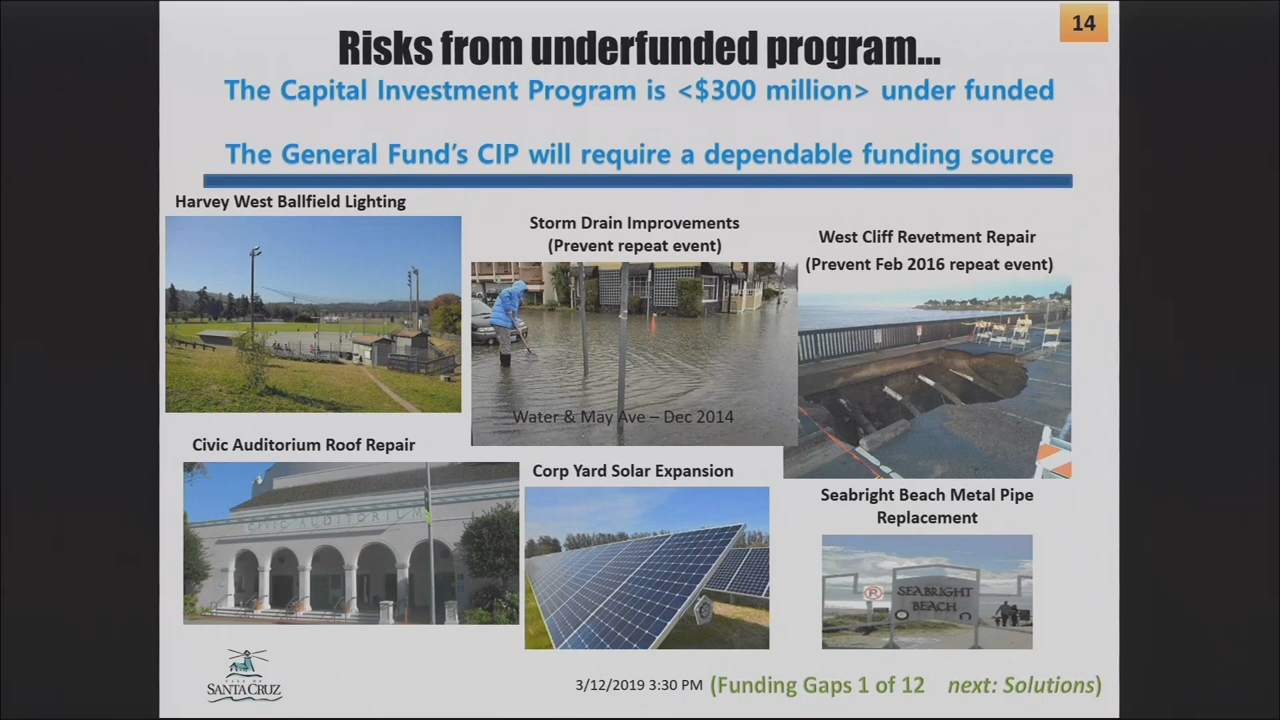 14
Risks from underfunded program...
The Capital Investment Program is <$300 million> under funded
The General Fund's CIP will require a dependable funding source
Harvey West Ballfield Lighting
Storm Drain Improvements
(Prevent repeat event)
West Cliff Revetment Repair
(Prevent Feb 2016 repeat event)
Water & May Ave – Dec 2014
Civic Auditorium Roof Repair
Corp Yard Solar Expansion
Seabright Beach Metal Pipe
Replacement
CIVIC AUDITORIUM
SEABRIGHT
BEACH
CITY OF
SANTA CRUZ
3/12/2019 3:30 PM
(Funding Gaps 1 of 12 next: Solutions)